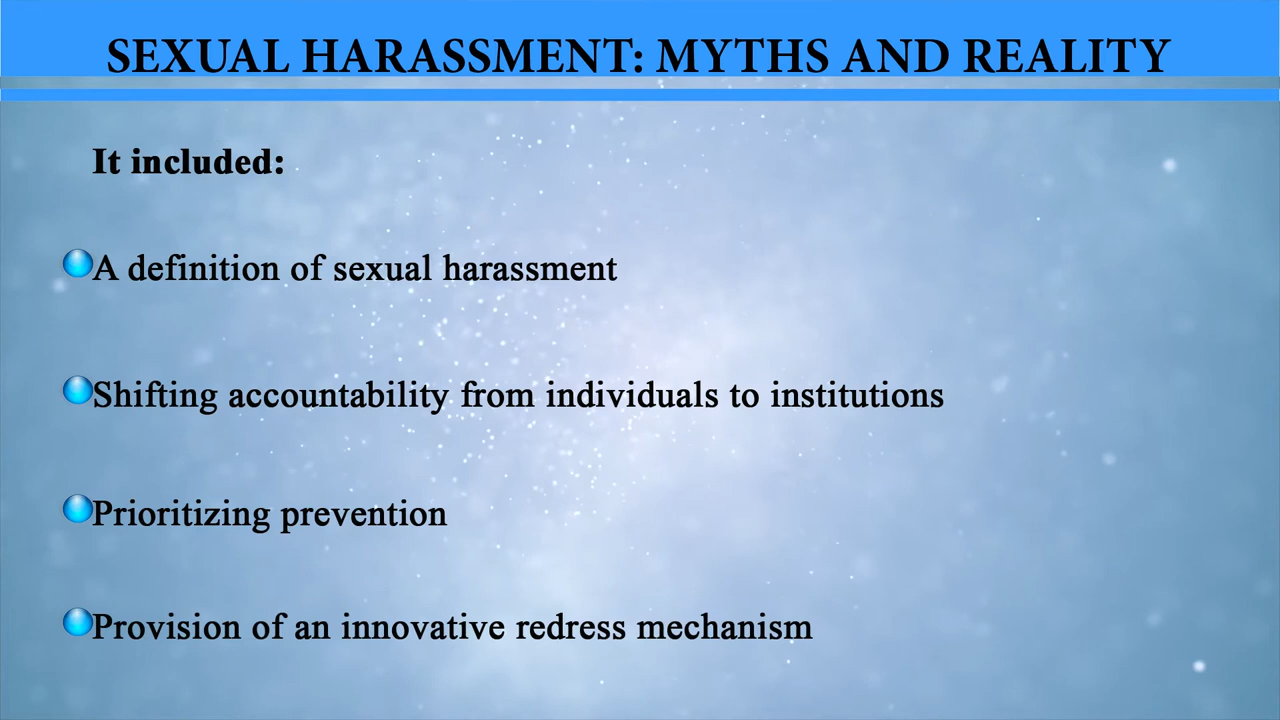 SEXUAL HARASSMENT: MYTHS AND REALITY
It included:
A definition of sexual harassment
Shifting accountability from individuals to institutions
Prioritizing prevention
Provision of an innovative redress mechanism